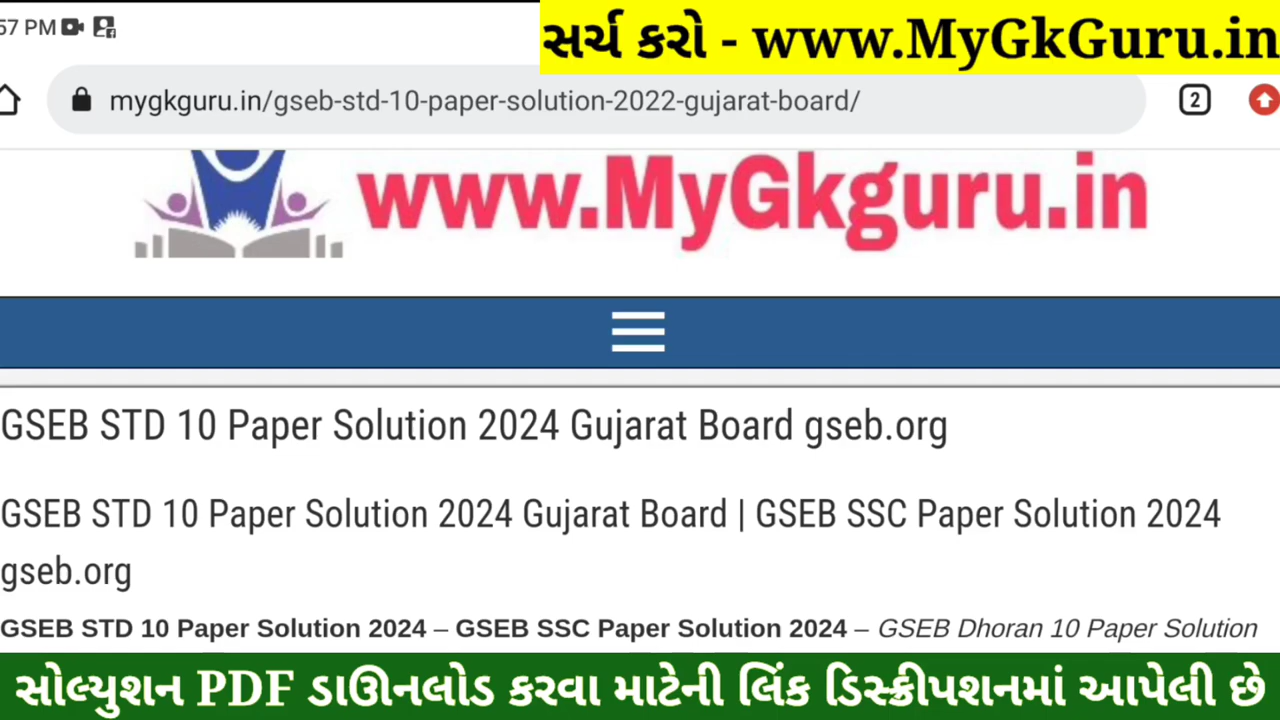 57 PM
સર્ચ કરો - www.MyGkGuru.in
mygkguru.in/gseb-std-10-paper-solution-2022-gujarat-board/
2
www.MyGkguru.in
GSEB STD 10 Paper Solution 2024 Gujarat Board gseb.org
GSEB STD 10 Paper Solution 2024 Gujarat Board | GSEB SSC Paper Solution 2024
gseb.org
GSEB STD 10 Paper Solution 2024 – GSEB SSC Paper Solution 2024 – GSEB Dhoran 10 Paper Solution
સોલ્યુશન PDF ડાઊનલોડ કરવા માટેની લિંક ડિસ્ક્રીપશનમાં આપેલી છે